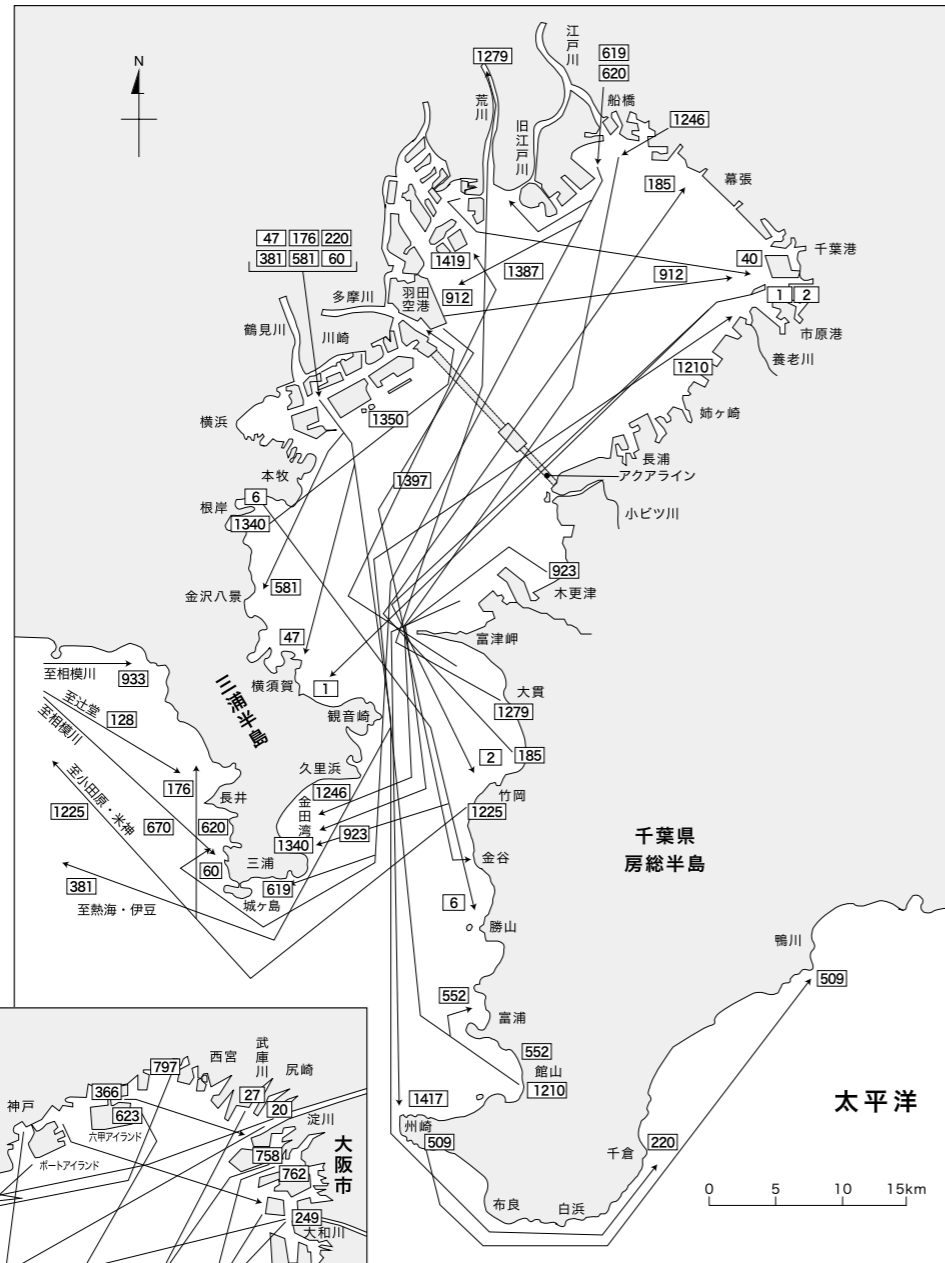 N
1279
江戸川
619
620
船橋
荒川
旧江戸川
1246
185
幕張
47 176 220
381 581 60
1419
1387
912
40
千葉港
912
1 2
多摩川
羽田空港
市原港
鶴見川
川崎
養老川
1210
横浜
1350
姉ヶ崎
長浦
本牧
1397
アクアライン
6
根岸
1340
小ビツ川
923
581
木更津
金沢八景
47
富津岬
至相模川
933
横須賀
1
大貫
三浦半島
1279
至辻堂
128
観音崎
至相模川
185
2
久里浜
竹岡
176
長井
1246
1225
金田湾
1225
至小田原・米神
670
620
923
千葉県
房総半島
1340
三浦
金谷
60
619
城ヶ島
381
至熱海・伊豆
6
勝山
鴨川
509
552
富浦
552
館山
1210
1417
州崎
太平洋
509
千倉
220
布良
白浜
0 5 10 15km
797
西宮
武庫川
尻崎
366
27
神戸
623
20
淀川
六甲アイランド
758
大阪市
ポートアイランド
762
249
大和川